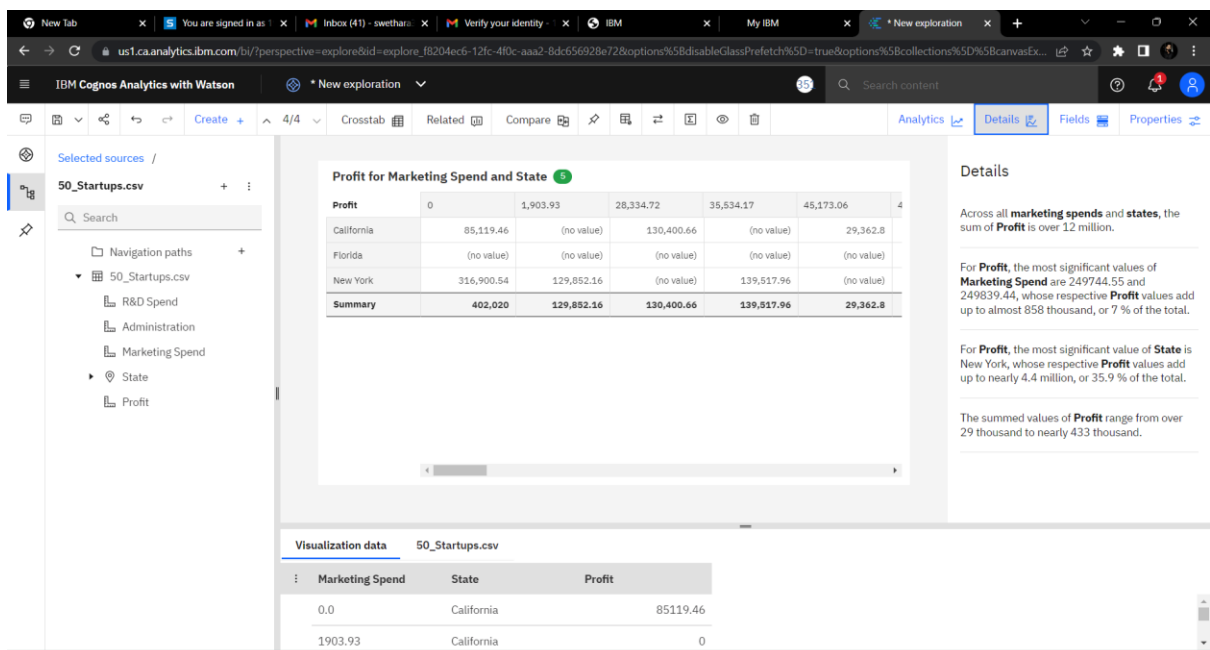 New Tab
You are signed in as 1
Inbox (41) - swethara
Verify your identity -
IBM
My IBM
* New exploration
us1.ca.analytics.ibm.com/bi/?perspective=explore&id=explore_f8204ec6-12fc-4f0c-aaa2-8dc656928e72&options%5BdisableGlassPrefetch%5D=true&options%5Bcollections%5D%5BcanvasEx...
IBM Cognos Analytics with Watson
* New exploration
35
Search content
Create +
4/4
Crosstab
Related
Compare
Analytics
Details
Fields
Properties
Selected sources /
50_Startups.csv
Search
Navigation paths
50_Startups.csv
R&D Spend
Administration
Marketing Spend
State
Profit
Profit for Marketing Spend and State 5
Profit 0 1,903.93 28,334.72 35,534.17 45,173.06 4
California 85,119.46 (no value) 130,400.66 (no value) 29,362.8
Florida (no value) (no value) (no value) (no value) (no value)
New York 316,900.54 129,852.16 (no value) 139,517.96 (no value)
Summary 402,020 129,852.16 130,400.66 139,517.96 29,362.8
Details
Across all marketing spends and states, the
sum of Profit is over 12 million.
For Profit, the most significant values of
Marketing Spend are 249744.55 and
249839.44, whose respective Profit values add
up to almost 858 thousand, or 7 % of the total.
For Profit, the most significant value of State is
New York, whose respective Profit values add
up to nearly 4.4 million, or 35.9 % of the total.
The summed values of Profit range from over
29 thousand to nearly 433 thousand.
Visualization data
50_Startups.csv
Marketing Spend State Profit
0.0 California 85119.46
1903.93 California 0